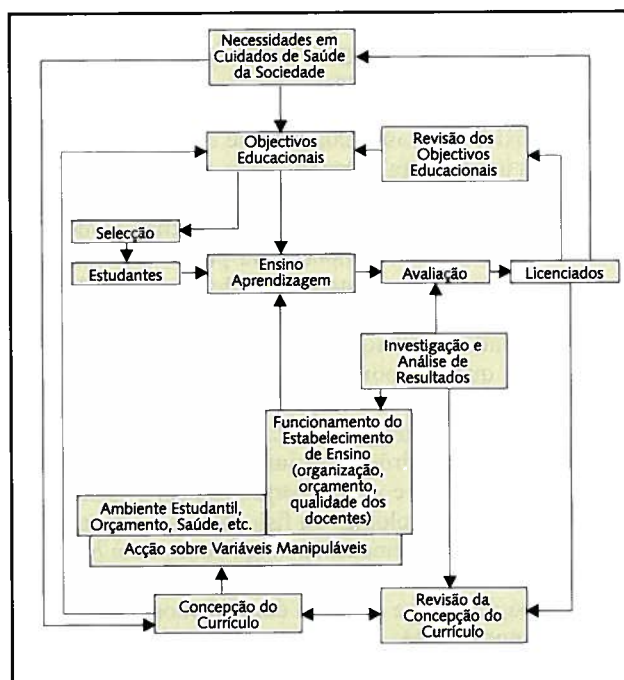 Necessidades em
Cuidados de Saúde
da Sociedade
Objectivos
Educacionais
Revisão dos
Objectivos
Educacionais
Selecção
Estudantes
Ensino
Aprendizagem
Avaliação
Licenciados
Investigação e
Análise de
Resultados
Funcionamento do
Estabelecimento
de Ensino
(organização,
orçamento,
qualidade dos
docentes)
Ambiente Estudantil,
Orçamento, Saúde, etc.
Acção sobre Variáveis Manipuláveis
Concepção do
Currículo
Revisão da
Concepção do
Currículo